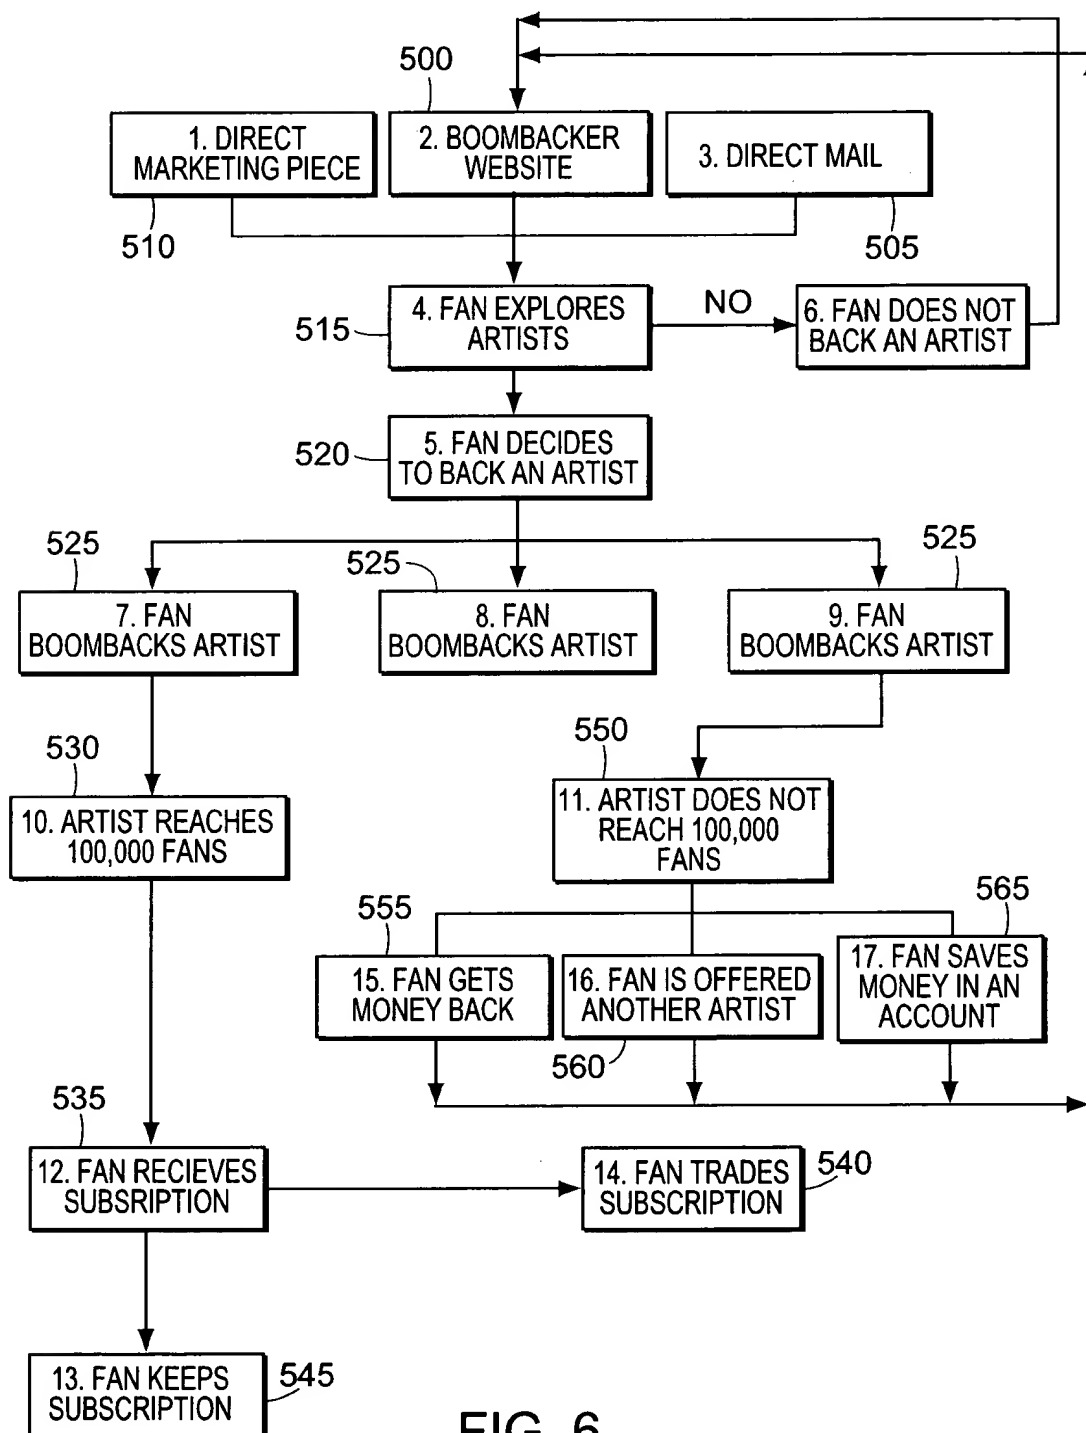 500
1. DIRECT
MARKETING PIECE
2. BOOMBACKER
WEBSITE
3. DIRECT MAIL
510
505
4. FAN EXPLORES
ARTISTS
515
NO
6. FAN DOES NOT
BACK AN ARTIST
5. FAN DECIDES
TO BACK AN ARTIST
520
525
525
525
7. FAN
BOOMBACKS ARTIST
8. FAN
BOOMBACKS ARTIST
9. FAN
BOOMBACKS ARTIST
530
550
10. ARTIST REACHES
100,000 FANS
11. ARTIST DOES NOT
REACH 100,000
FANS
555
565
15. FAN GETS
MONEY BACK
16. FAN IS OFFERED
ANOTHER ARTIST
17. FAN SAVES
MONEY IN AN
ACCOUNT
560
535
12. FAN RECIEVES
SUBSRIPTION
14. FAN TRADES
SUBSCRIPTION
540
13. FAN KEEPS
SUBSCRIPTION
545
FIG. 6